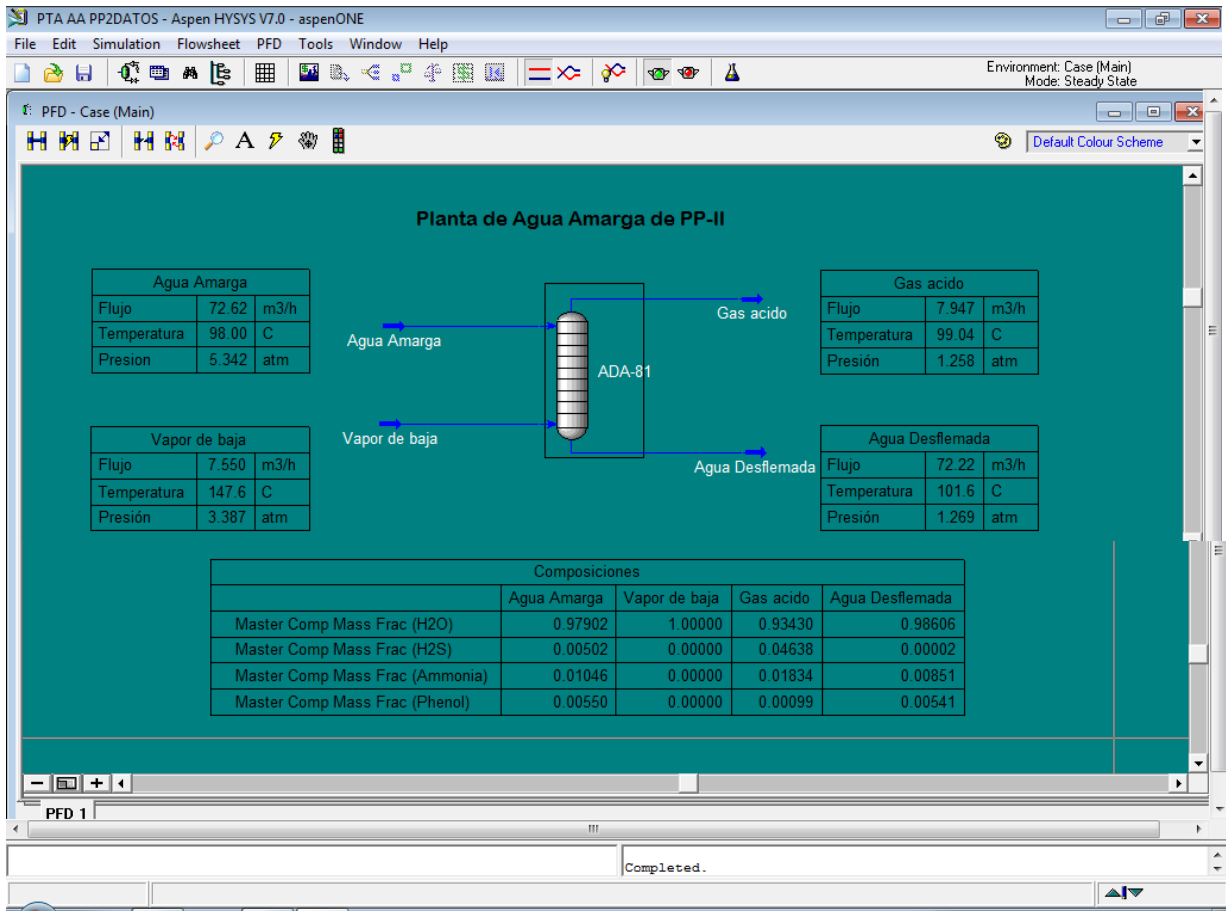 PTA AA PP2DATOS - Aspen HYSYS V7.0 - aspenONE
File Edit Simulation Flowsheet PFD Tools Window Help
Environment: Case (Main)
Mode: Steady State
PFD - Case (Main)
A
Default Colour Scheme
Planta de Agua Amarga de PP-II
Agua Amarga
Flujo 72.62 m3/h
Temperatura 98.00 C
Presion 5.342 atm
Agua Amarga
Gas acido
ADA-81
Gas acido
Flujo 7.947 m3/h
Temperatura 99.04 C
Presión 1.258 atm
Vapor de baja
Flujo 7.550 m3/h
Temperatura 147.6 C
Presión 3.387 atm
Vapor de baja
Agua Desflemada
Agua Desflemada
Flujo 72.22 m3/h
Temperatura 101.6 C
Presión 1.269 atm
Composiciones
Agua Amarga Vapor de baja Gas acido Agua Desflemada
Master Comp Mass Frac (H2O) 0.97902 1.00000 0.93430 0.98606
Master Comp Mass Frac (H2S) 0.00502 0.00000 0.04638 0.00002
Master Comp Mass Frac (Ammonia) 0.01046 0.00000 0.01834 0.00851
Master Comp Mass Frac (Phenol) 0.00550 0.00000 0.00099 0.00541
PFD 1
Completed.